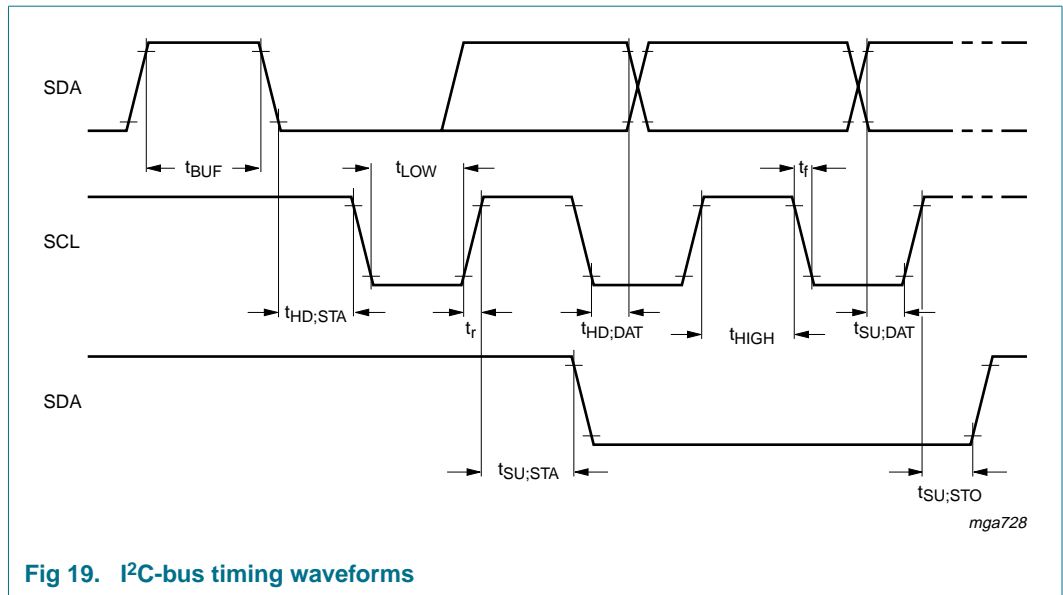 SDA
tBUF tLOW tf
SCL
tHD;STA tr tHD;DAT tHIGH tSU;DAT
SDA
tSU;STA tSU;STO
mga728
Fig 19. I²C-bus timing waveforms